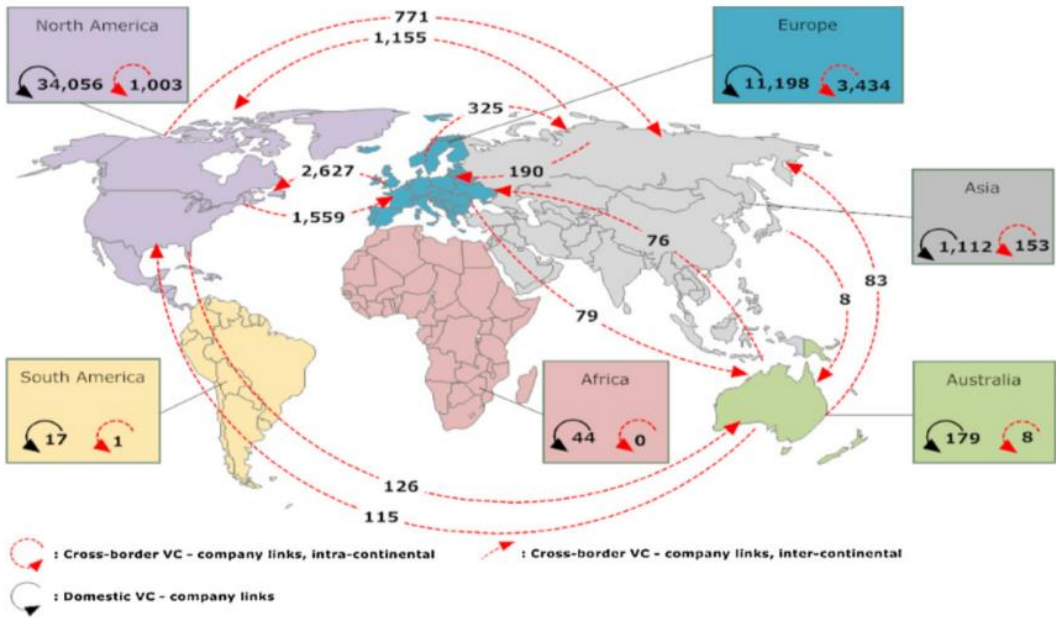 771
North America
Europe
1,155
34,056 1,003
11,198 3,434
325
2,627
190
Asia
1,559
76
1,112 153
83
8
79
South America
Africa
Australia
17 1
44 0
179 8
126
115
: Cross-border VC - company links, intra-continental
: Cross-border VC - company links, inter-continental
: Domestic VC - company links